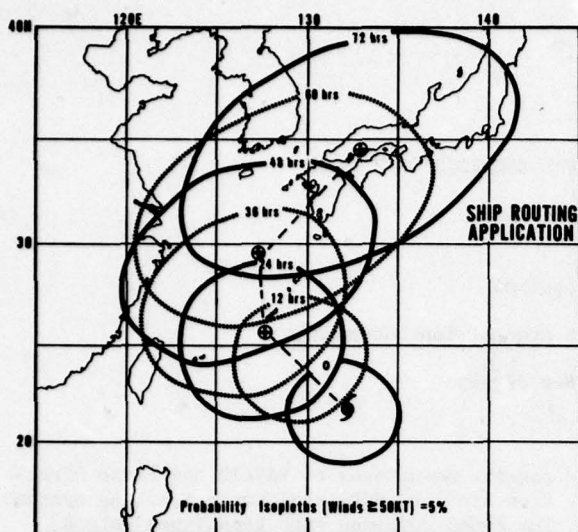 120E 130 140
40N
72 hrs
60 hrs
48 hrs
36 hrs
SHIP ROUTING
APPLICATION
30
24 hrs
12 hrs
0
20
Probability Isopleths [Winds ≧50KT] =5%